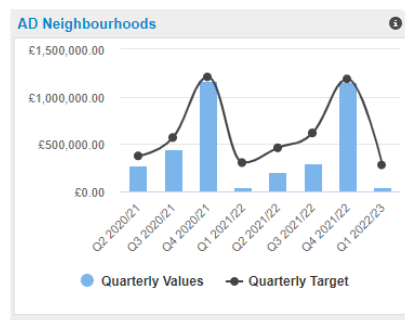 AD Neighbourhoods
£1,500,000.00
£1,000,000.00
£500,000.00
£0.00
Q2 2020/21
Q3 2020/21
Q4 2020/21
Q1 2021/22
Q2 2021/22
Q3 2021/22
Q4 2021/22
Q1 2022/23
Quarterly Values
Quarterly Target